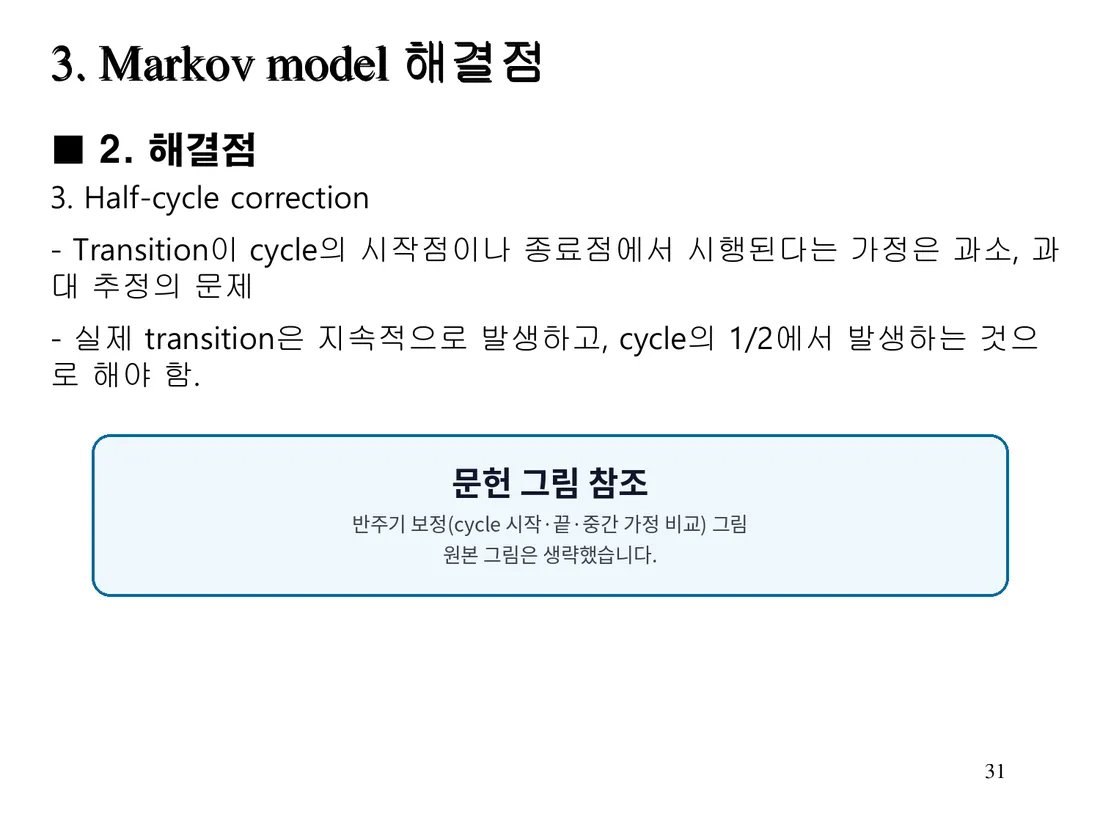 3. Markov model 해결점
■ 2. 해결점
3. Half-cycle correction
- Transition이 cycle의 시작점이나 종료점에서 시행된다는 가정은 과소, 과
대 추정의 문제
- 실제 transition은 지속적으로 발생하고, cycle의 1/2에서 발생하는 것으
로 해야 함.
문헌 그림 참조
반주기 보정(cycle 시작·끝·중간 가정 비교) 그림
원본 그림은 생략했습니다.
31